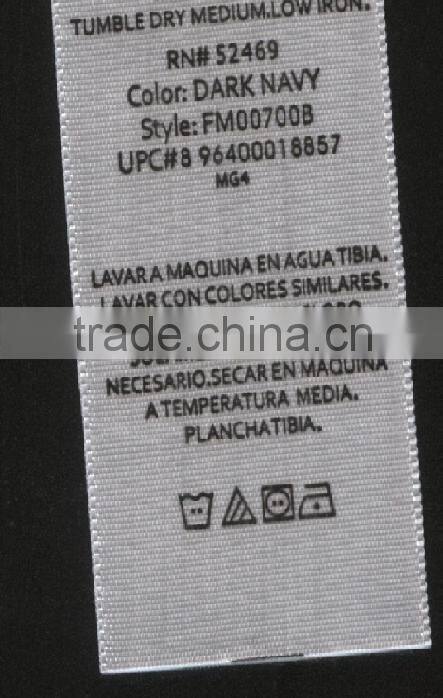 TUMBLE DRY MEDIUM.LOW IRON.
RN# 52469
Color: DARK NAVY
Style: FM00700B
UPC#8 96400018857
MG4
LAVAR A MAQUINA EN AGUA TIBIA.
LAVAR CON COLORES SIMILARES.
trade.china.cn
NECESARIO.SECAR EN MAQUINA
A TEMPERATURA MEDIA.
PLANCHA TIBIA.